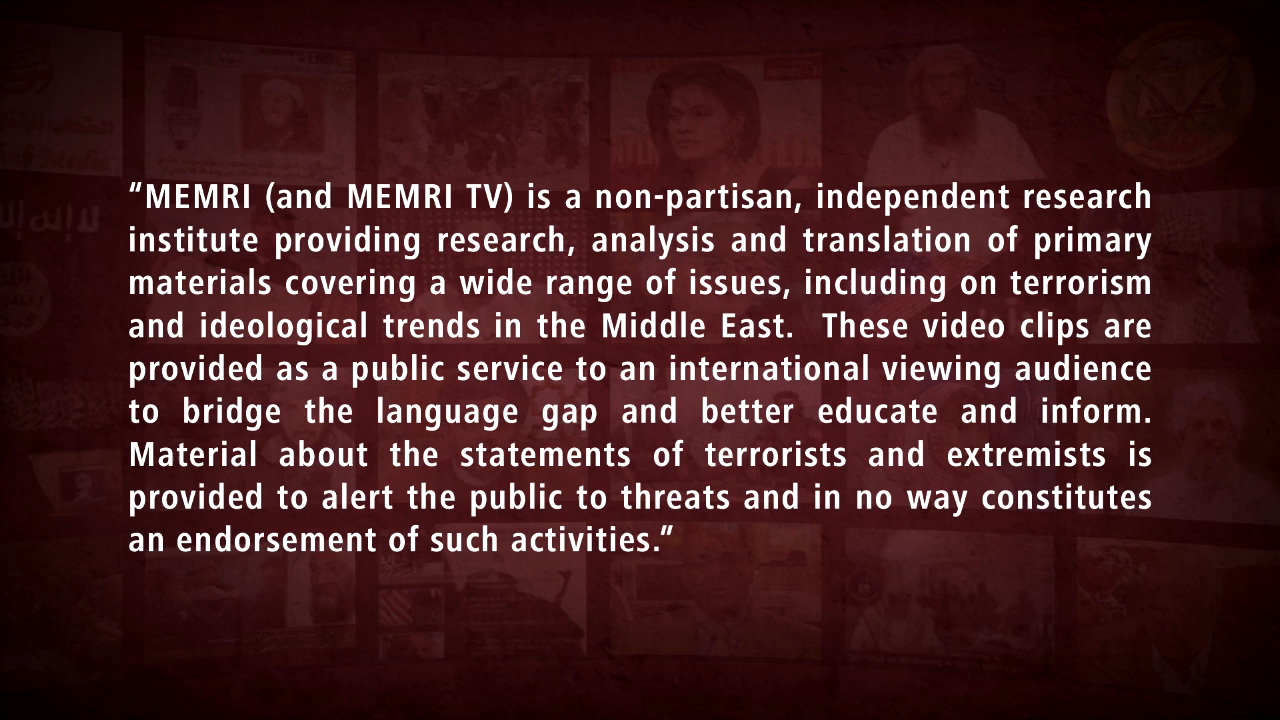 “MEMRI (and MEMRI TV) is a non-partisan, independent research
institute providing research, analysis and translation of primary
materials covering a wide range of issues, including on terrorism
and ideological trends in the Middle East.  These video clips are
provided as a public service to an international viewing audience
to bridge the language gap and better educate and inform.
Material about the statements of terrorists and extremists is
provided to alert the public to threats and in no way constitutes
an endorsement of such activities.”